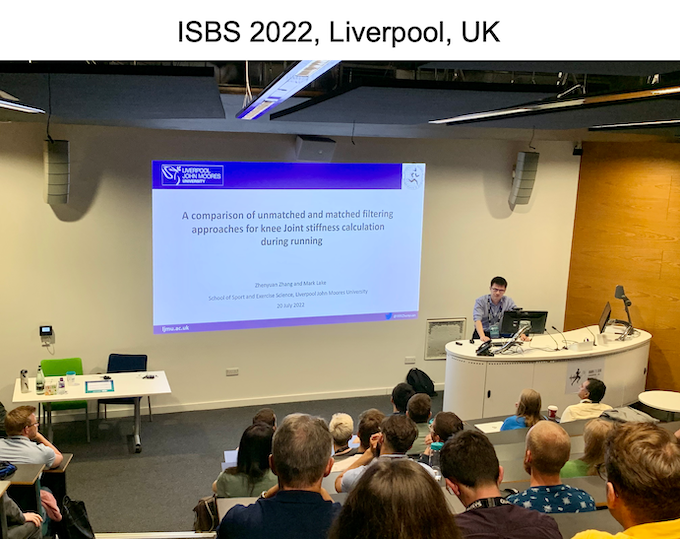 ISBS 2022, Liverpool, UK
LIVERPOOL
JOHN MOORES
UNIVERSITY
A comparison of unmatched and matched filtering
approaches for knee Joint stiffness calculation
during running
Zhenyuan Zhang and Mark Lake
School of Sport and Exercise Science, Liverpool John Moores University
20 July 2022
ljmu.ac.uk